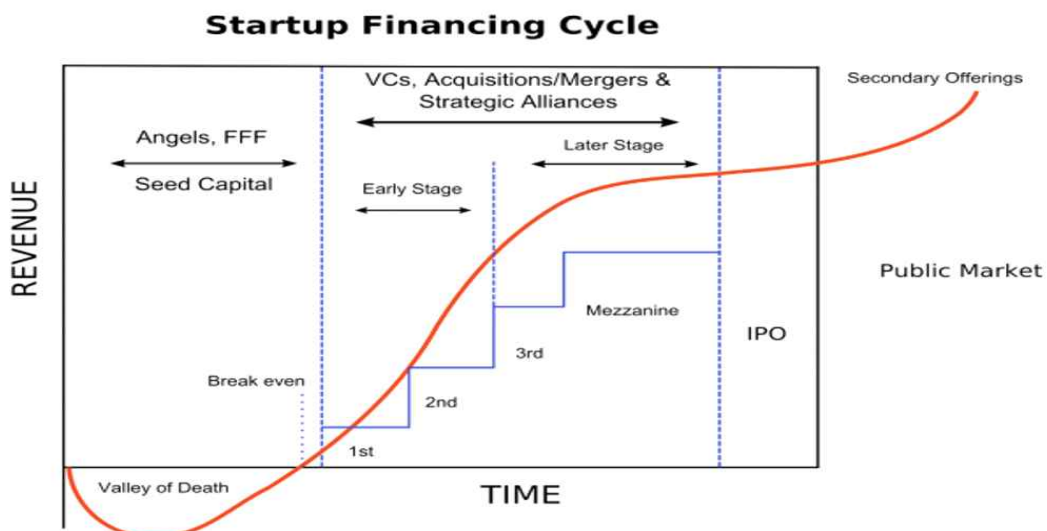 Startup Financing Cycle
VCs, Acquisitions/Mergers &
Strategic Alliances
Secondary Offerings
Angels, FFF
Seed Capital
Later Stage
Early Stage
REVENUE
Public Market
Mezzanine
IPO
3rd
Break even
2nd
1st
Valley of Death
TIME